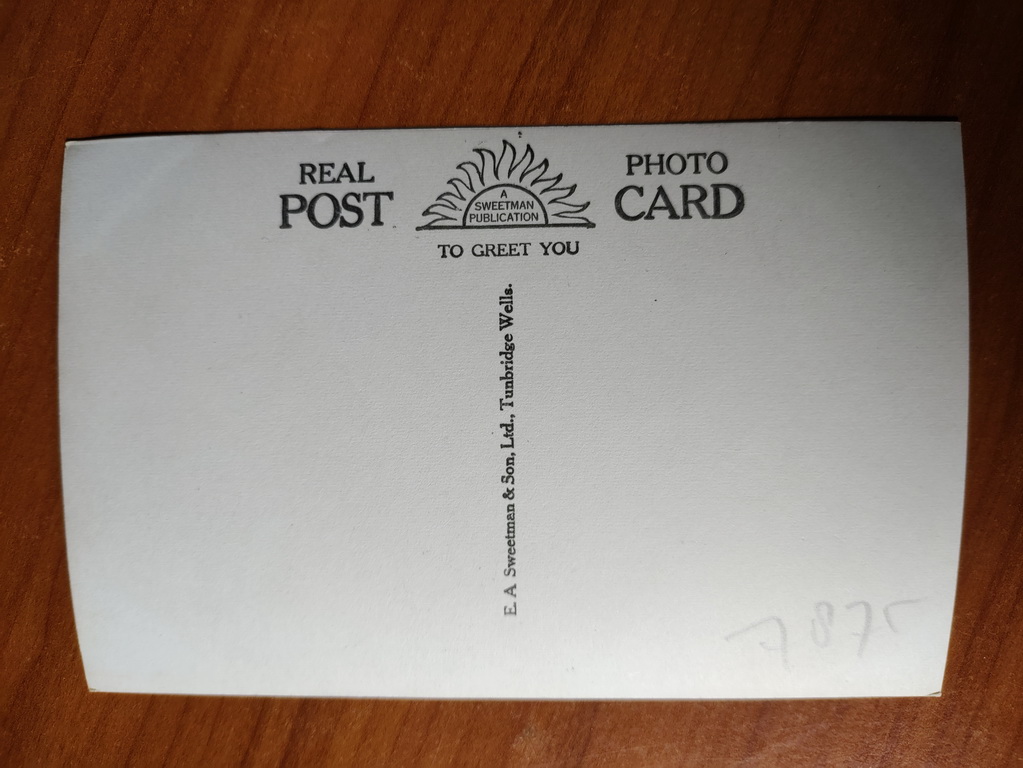 REAL PHOTO
POST CARD
A
SWEETMAN
PUBLICATION
TO GREET YOU
E. A Sweetman & Son, Ltd., Tunbridge Wells.
7875